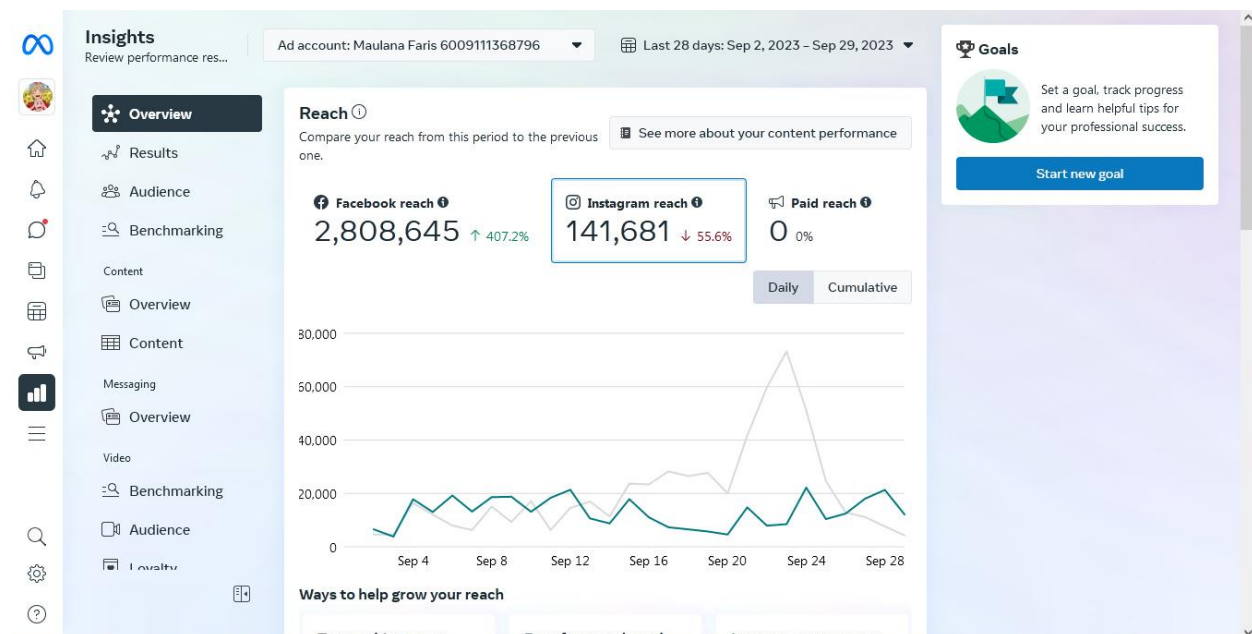 Insights
Review performance res...
Ad account: Maulana Faris 6009111368796
Last 28 days: Sep 2, 2023 – Sep 29, 2023
Overview
Results
Audience
Benchmarking
Content
Overview
Content
Messaging
Overview
Video
Benchmarking
Audience
Loyalty
Reach
Compare your reach from this period to the previous
one.
See more about your content performance
Facebook reach
2,808,645 ↑ 407.2%
Instagram reach
141,681 ↓ 55.6%
Paid reach
0 0%
Daily
Cumulative
80,000
60,000
40,000
20,000
0
Sep 4 Sep 8 Sep 12 Sep 16 Sep 20 Sep 24 Sep 28
Ways to help grow your reach
Goals
Set a goal, track progress
and learn helpful tips for
your professional success.
Start new goal